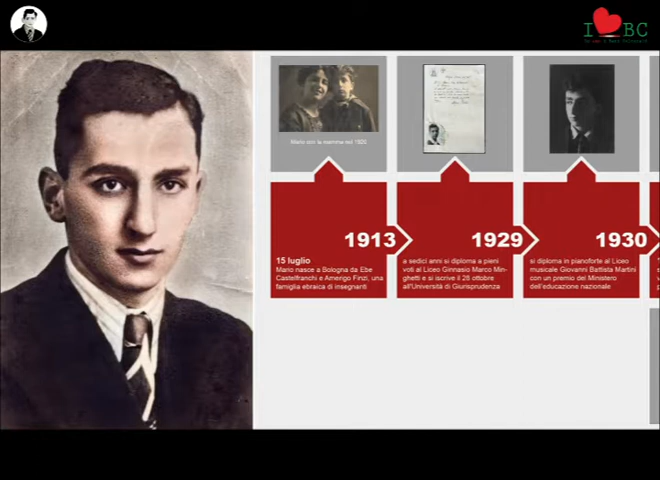 I BC
Mario con la mamma nel 1920
1913
15 luglio
Mario nasce a Bologna da Ebe
Castelfranchi e Amerigo Finzi, una
famiglia ebraica di insegnanti
1929
a sedici anni si diploma a pieni
voti al Liceo Ginnasio Marco Min-
ghetti e si iscrive il 26 ottobre
all'Università di Giurisprudenza
1930
si diploma in pianoforte al Liceo
musicale Giovanni Battista Martini
con un premio del Ministero
dell'educazione nazionale